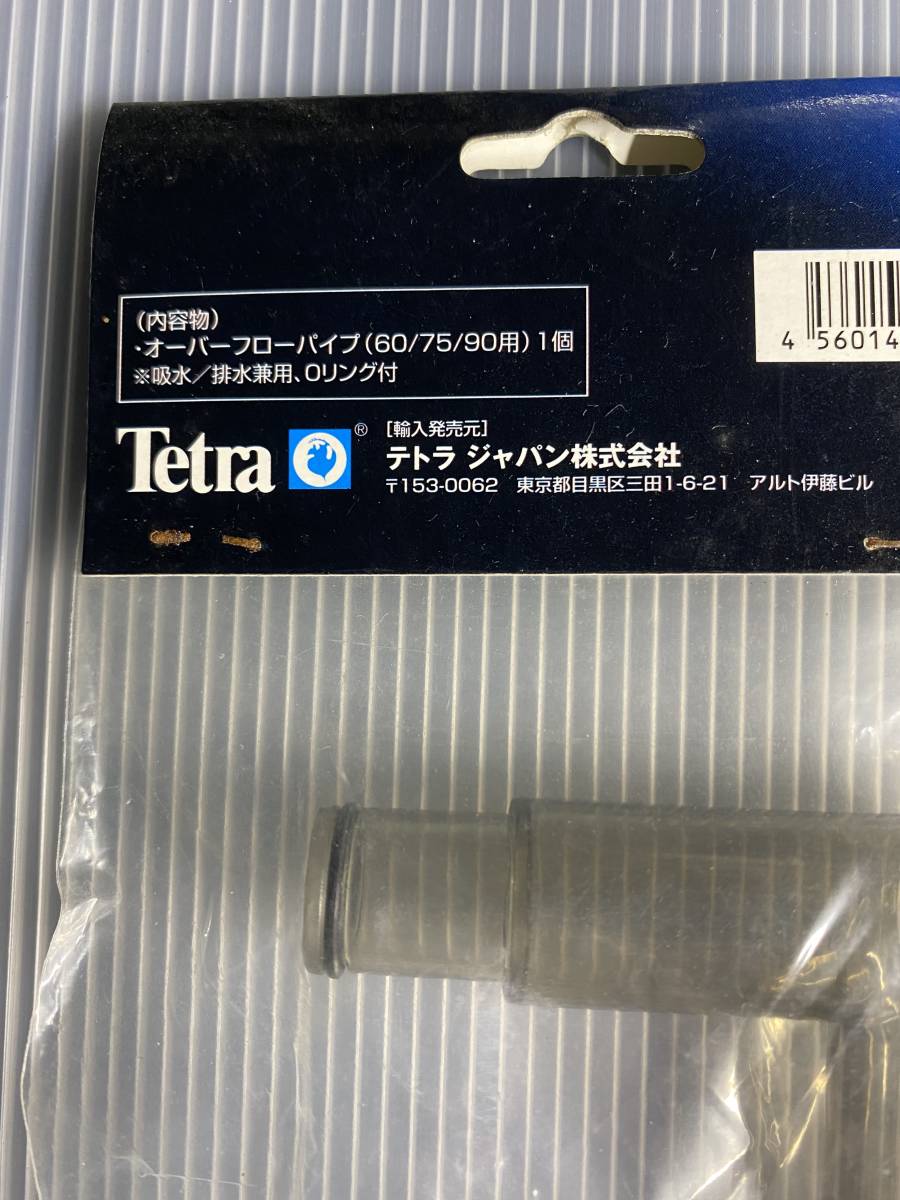 (内容物)
・オーバーフローパイプ(60/75/90用)1個
※吸水／排水兼用、Oリング付
Tetra ®
[輸入発売元]
テトラ ジャパン株式会社
〒153-0062 東京都目黒区三田1-6-21 アルト伊藤ビル
4 56014